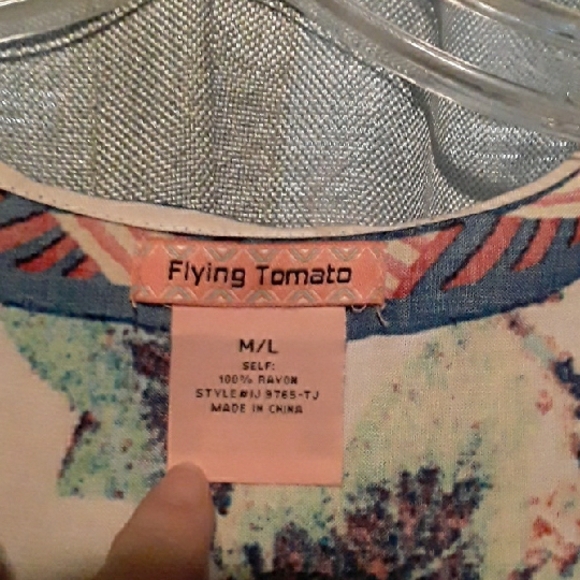 Flying Tomato
M/L
SELF:
100% RAYON
STYLE#IJ 9765-TJ
MADE IN CHINA